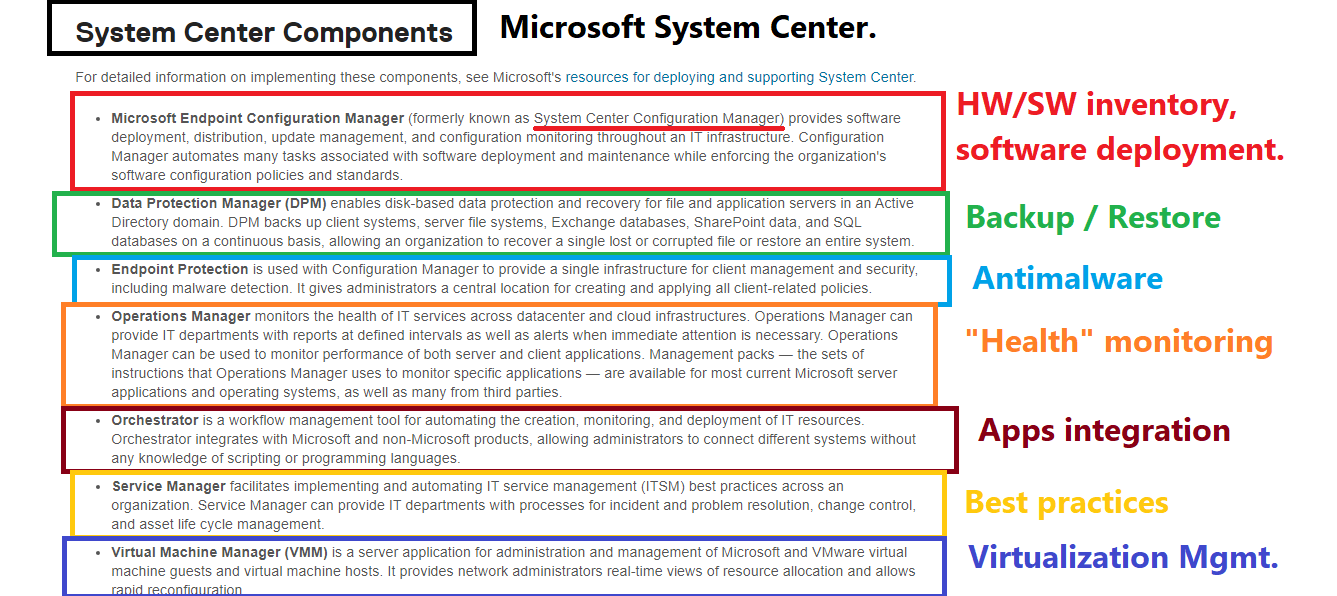 System Center Components
Microsoft System Center.
For detailed information on implementing these components, see Microsoft's resources for deploying and supporting System Center.
• Microsoft Endpoint Configuration Manager (formerly known as System Center Configuration Manager) provides software
deployment, distribution, update management, and configuration monitoring throughout an IT infrastructure. Configuration
Manager automates many tasks associated with software deployment and maintenance while enforcing the organization's
software configuration policies and standards.
HW/SW inventory,
software deployment.
• Data Protection Manager (DPM) enables disk-based data protection and recovery for file and application servers in an Active
Directory domain. DPM backs up client systems, server file systems, Exchange databases, SharePoint data, and SQL
databases on a continuous basis, allowing an organization to recover a single lost or corrupted file or restore an entire system.
Backup / Restore
• Endpoint Protection is used with Configuration Manager to provide a single infrastructure for client management and security,
including malware detection. It gives administrators a central location for creating and applying all client-related policies.
Antimalware
• Operations Manager monitors the health of IT services across datacenter and cloud infrastructures. Operations Manager can
provide IT departments with reports at defined intervals as well as alerts when immediate attention is necessary. Operations
Manager can be used to monitor performance of both server and client applications. Management packs — the sets of
instructions that Operations Manager uses to monitor specific applications — are available for most current Microsoft server
applications and operating systems, as well as many from third parties.
"Health" monitoring
• Orchestrator is a workflow management tool for automating the creation, monitoring, and deployment of IT resources.
Orchestrator integrates with Microsoft and non-Microsoft products, allowing administrators to connect different systems without
any knowledge of scripting or programming languages.
Apps integration
• Service Manager facilitates implementing and automating IT service management (ITSM) best practices across an
organization. Service Manager can provide IT departments with processes for incident and problem resolution, change control,
and asset life cycle management.
Best practices
• Virtual Machine Manager (VMM) is a server application for administration and management of Microsoft and VMware virtual
machine guests and virtual machine hosts. It provides network administrators real-time views of resource allocation and allows
rapid reconfiguration
Virtualization Mgmt.